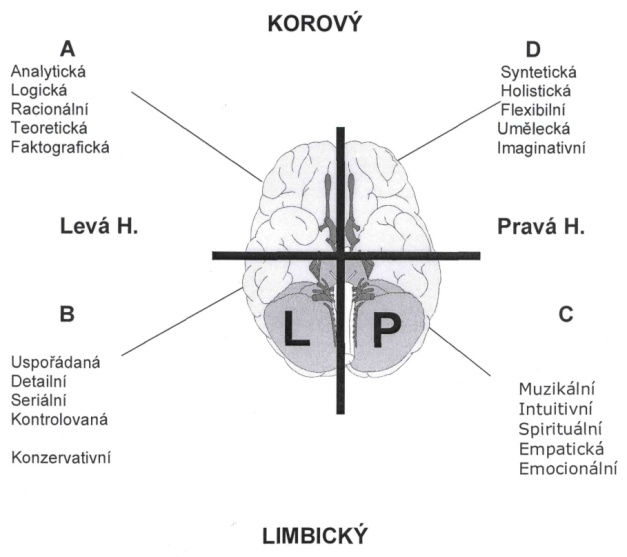 KOROVÝ
A
Analytická
Logická
Racionální
Teoretická
Faktografická
D
Syntetická
Holistická
Flexibilní
Umělecká
Imaginativní
Levá H.
Pravá H.
B
Uspořádaná
Detailní
Seriální
Kontrolovaná
Konzervativní
L
P
C
Muzikální
Intuitivní
Spirituální
Empatická
Emocionální
LIMBICKÝ